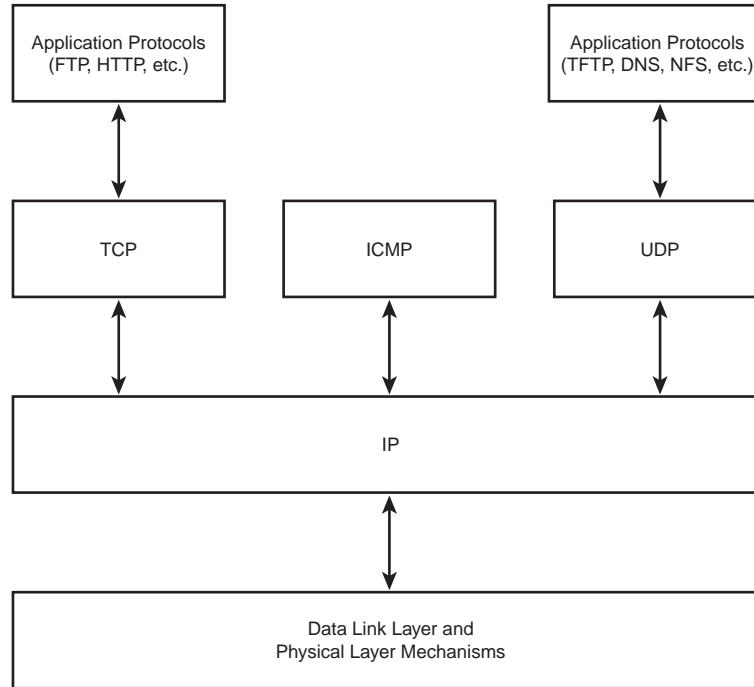 Application Protocols
(FTP, HTTP, etc.)
Application Protocols
(TFTP, DNS, NFS, etc.)
TCP
ICMP
UDP
IP
Data Link Layer and
Physical Layer Mechanisms